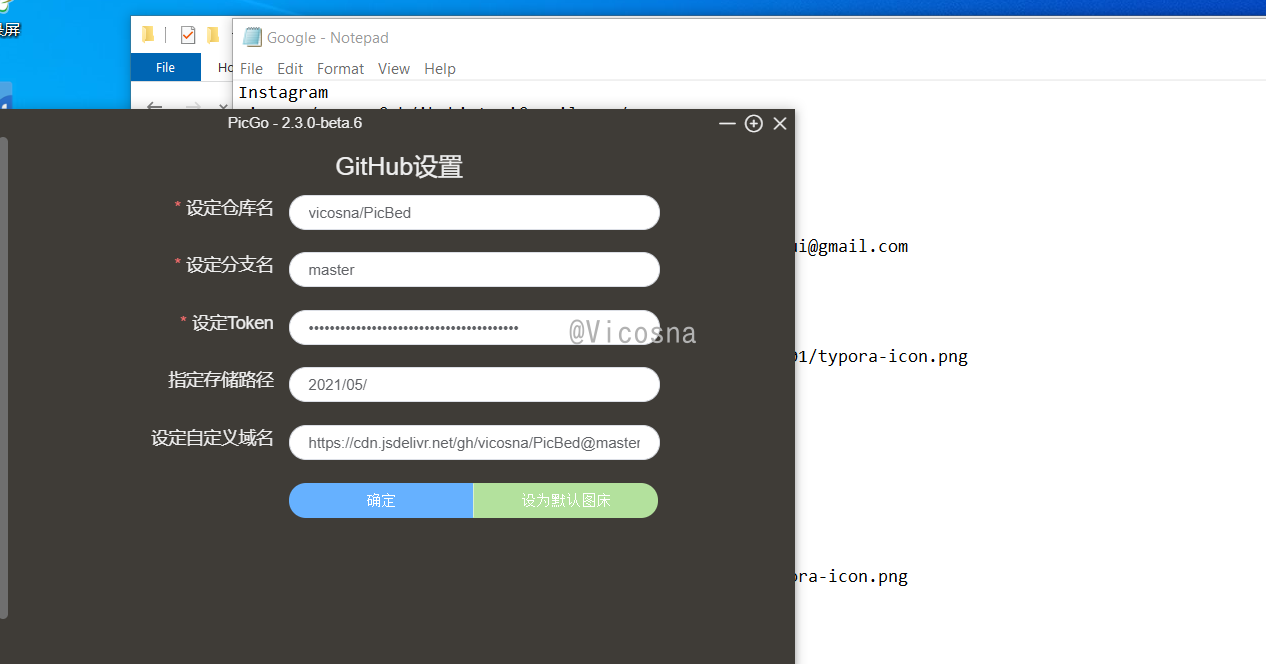 Google - Notepad
File
File Edit Format View Help
Instagram
PicGo - 2.3.0-beta.6
GitHub设置
* 设定仓库名 vicosna/PicBed
ui@gmail.com
* 设定分支名 master
* 设定Token ••••••••••••••••••••••••••••••••••••••••
@Vicosna
01/typora-icon.png
指定存储路径 2021/05/
设定自定义域名 https://cdn.jsdelivr.net/gh/vicosna/PicBed@master
确定 设为默认图床
ora-icon.png